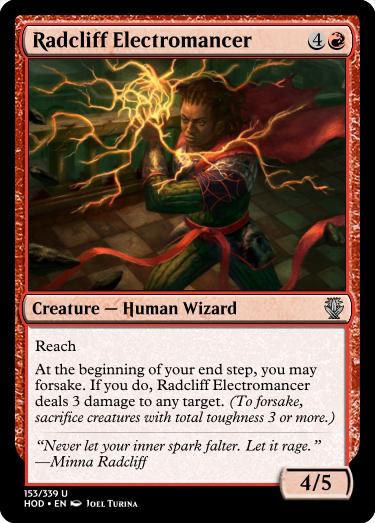 Radcliff Electromancer 4
Creature — Human Wizard
Reach
At the beginning of your end step, you may
forsake. If you do, Radcliff Electromancer
deals 3 damage to any target. (To forsake,
sacrifice creatures with total toughness 3 or more.)
“Never let your inner spark falter. Let it rage.”
—Minna Radcliff
4/5
153/339 U
HOD • EN Joel Turina